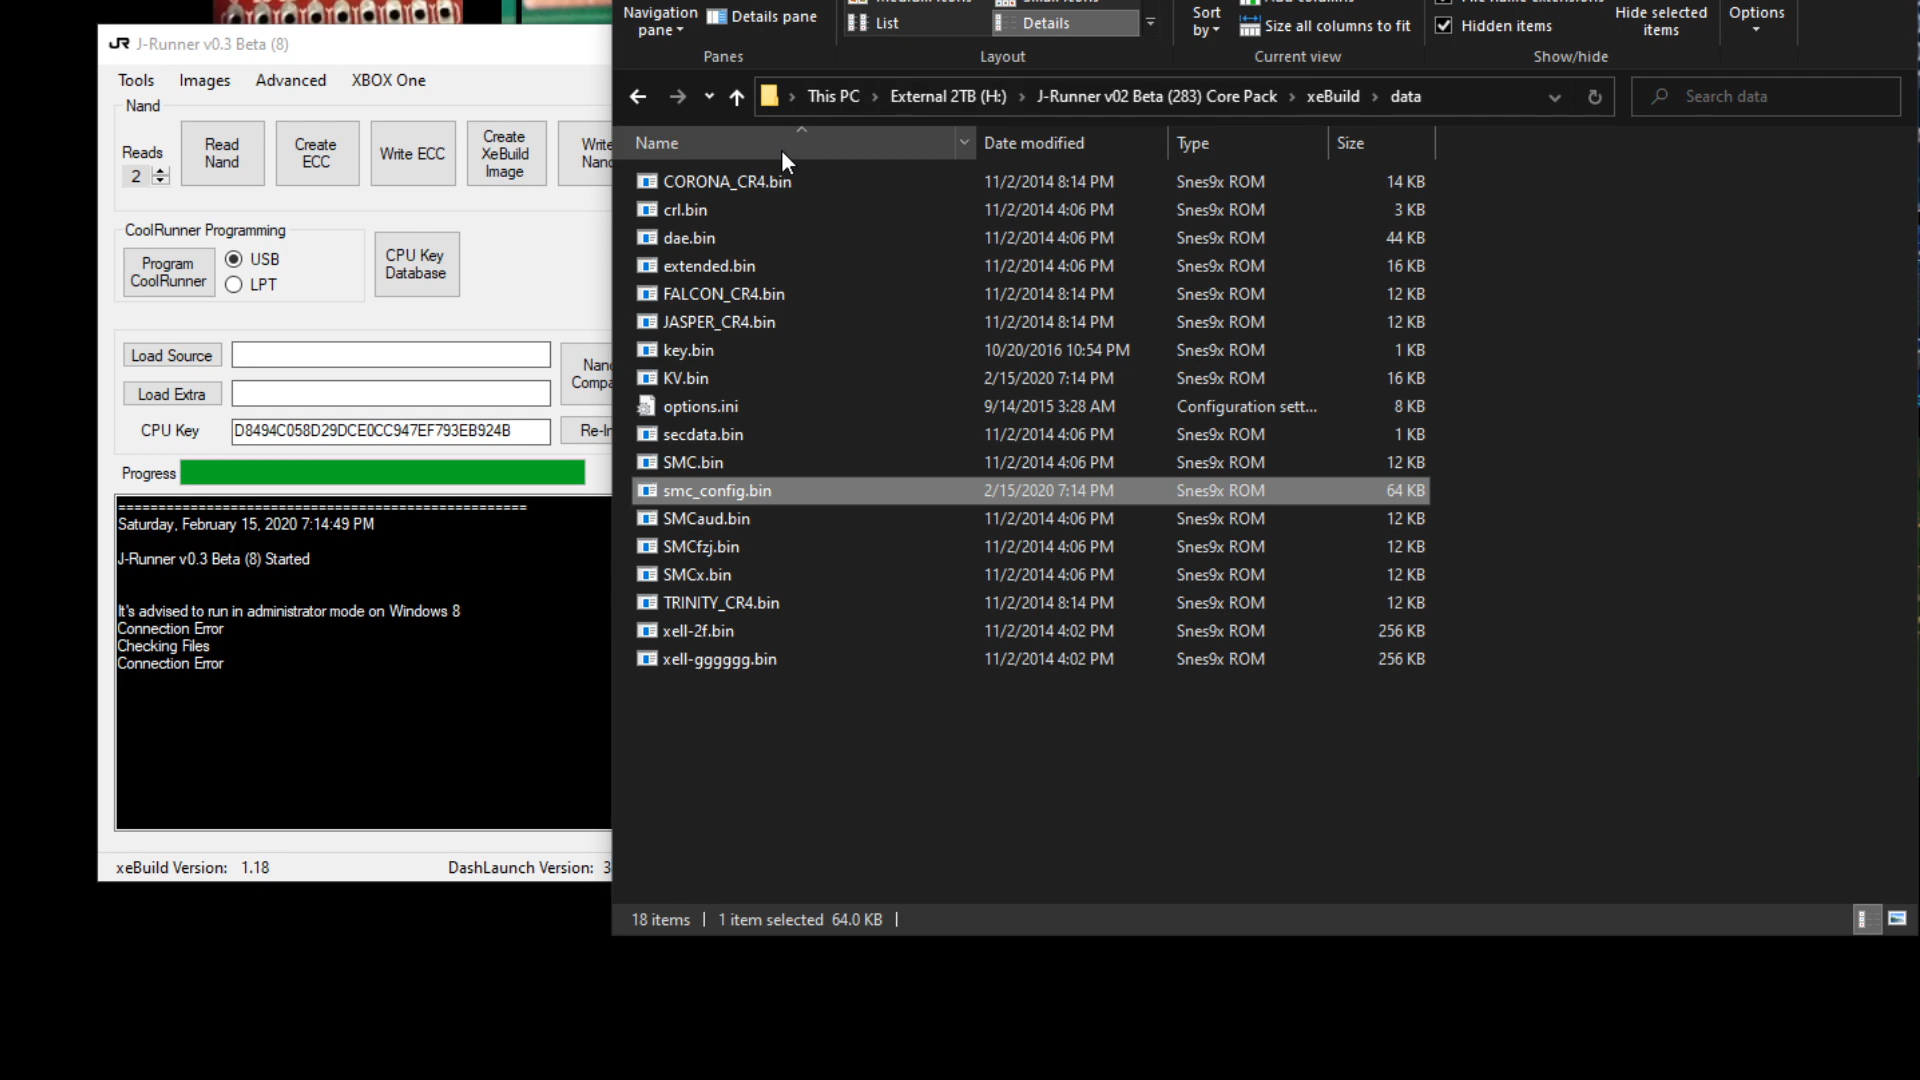 J-Runner v0.3 Beta (8)
Tools Images Advanced XBOX One
Nand
Reads
2
Read Nand
Create ECC
Write ECC
Create XeBuild Image
CoolRunner Programming
Program CoolRunner
USB
LPT
CPU Key Database
Load Source
Load Extra
CPU Key D8494C058D29DCE0CC947EF793EB924B
Progress
==================================================
Saturday, February 15, 2020 7:14:49 PM
J-Runner v0.3 Beta (8) Started
It's advised to run in administrator mode on Windows 8
Connection Error
Checking Files
Connection Error
xeBuild Version: 1.18 DashLaunch Version: 3
Navigation pane
Details pane
List
Details
Sort by
Size all columns to fit
Hidden items
Hide selected items
Options
Panes Layout Current view Show/hide
This PC > External 2TB (H:) > J-Runner v02 Beta (283) Core Pack > xeBuild > data
Search data
Name Date modified Type Size
CORONA_CR4.bin 11/2/2014 8:14 PM Snes9x ROM 14 KB
crl.bin 11/2/2014 4:06 PM Snes9x ROM 3 KB
dae.bin 11/2/2014 4:06 PM Snes9x ROM 44 KB
extended.bin 11/2/2014 4:06 PM Snes9x ROM 16 KB
FALCON_CR4.bin 11/2/2014 8:14 PM Snes9x ROM 12 KB
JASPER_CR4.bin 11/2/2014 8:14 PM Snes9x ROM 12 KB
key.bin 10/20/2016 10:54 PM Snes9x ROM 1 KB
KV.bin 2/15/2020 7:14 PM Snes9x ROM 16 KB
options.ini 9/14/2015 3:28 AM Configuration sett... 8 KB
secdata.bin 11/2/2014 4:06 PM Snes9x ROM 1 KB
SMC.bin 11/2/2014 4:06 PM Snes9x ROM 12 KB
smc_config.bin 2/15/2020 7:14 PM Snes9x ROM 64 KB
SMCaud.bin 11/2/2014 4:06 PM Snes9x ROM 12 KB
SMCfzj.bin 11/2/2014 4:06 PM Snes9x ROM 12 KB
SMCx.bin 11/2/2014 4:06 PM Snes9x ROM 12 KB
TRINITY_CR4.bin 11/2/2014 8:14 PM Snes9x ROM 12 KB
xell-2f.bin 11/2/2014 4:02 PM Snes9x ROM 256 KB
xell-gggggg.bin 11/2/2014 4:02 PM Snes9x ROM 256 KB
18 items | 1 item selected 64.0 KB |